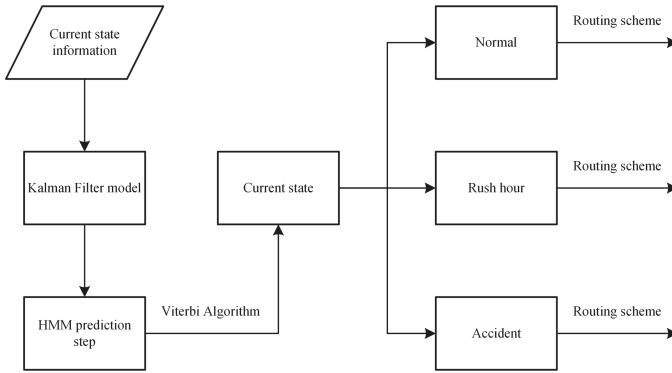 Current state
information
Kalman Filter model
HMM prediction
step
Viterbi Algorithm
Current state
Normal
Routing scheme
Rush hour
Routing scheme
Accident
Routing scheme